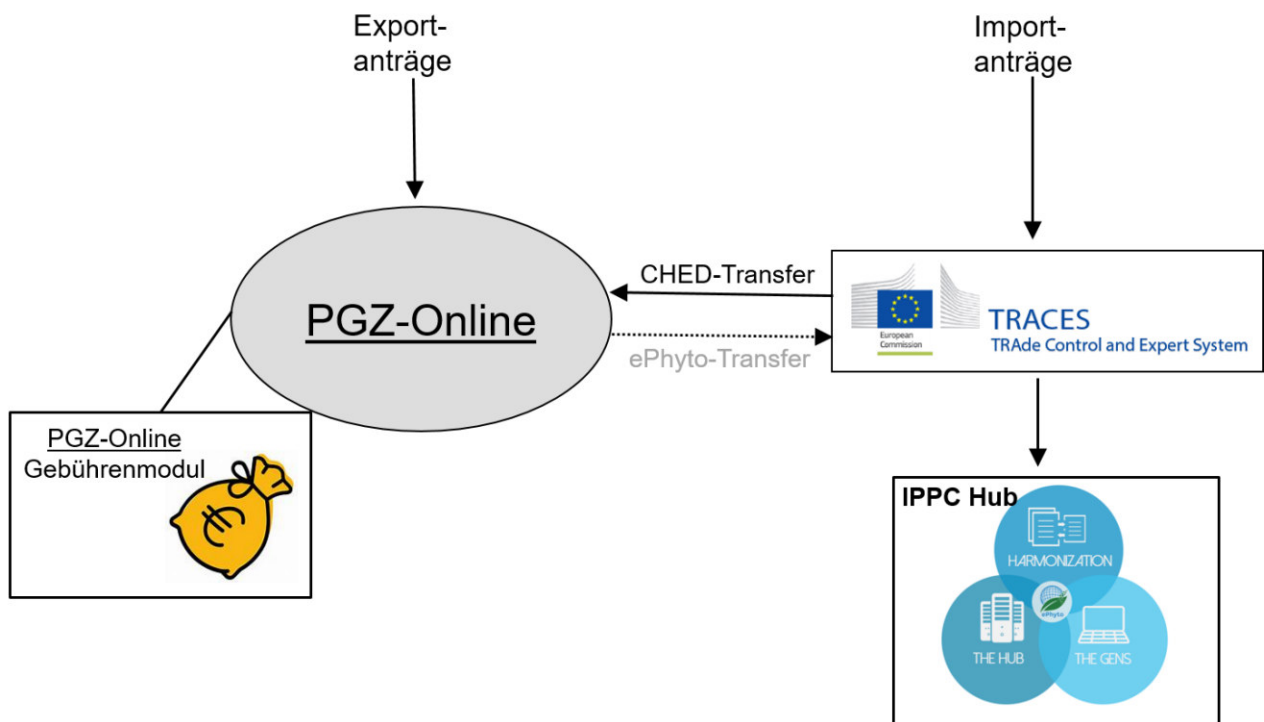 Export-
anträge
Import-
anträge
PGZ-Online
CHED-Transfer
ePhyto-Transfer
European
Commission
TRACES
TRAde Control and Expert System
PGZ-Online
Gebührenmodul
€
IPPC Hub
HARMONIZATION
ePhyto
THE HUB
THE GENS